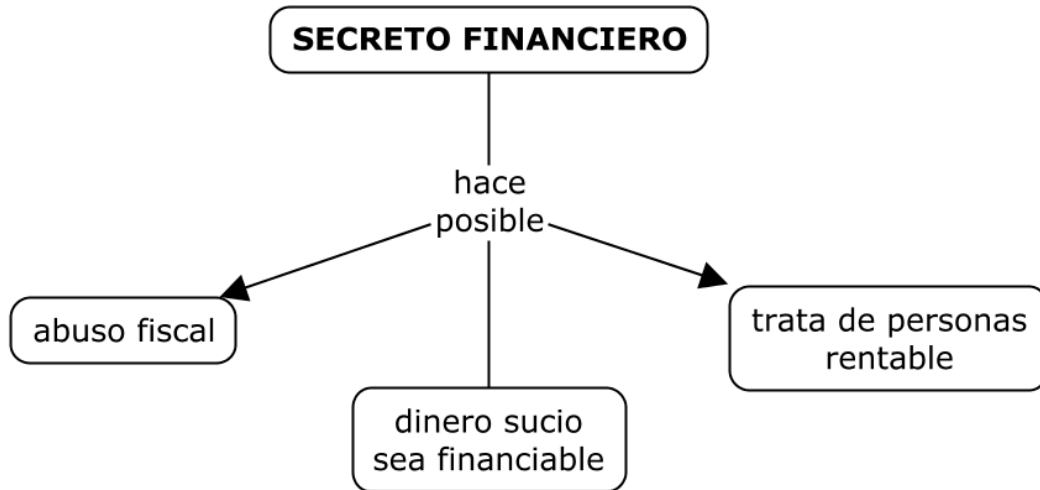 SECRETO FINANCIERO
hace
posible
abuso fiscal
trata de personas
rentable
dinero sucio
sea financiable